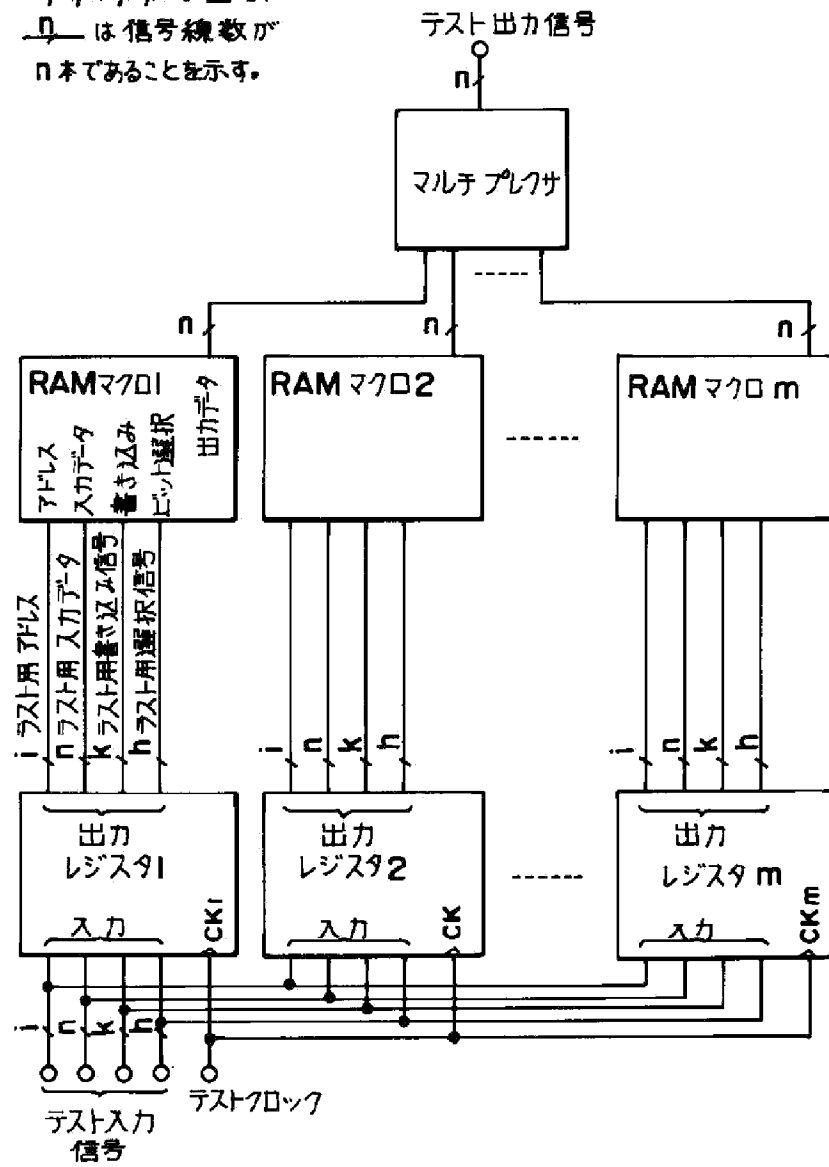 n は信号線数が
n本であることを示す。
テスト出力信号
n
マルチプレクサ
n
n
n
RAMマクロ1
アドレス
入力データ
書き込み
ビット選択
出力データ
RAMマクロ2
RAMマクロm
i ラスト用アドレス
n ラスト用入力データ
k ラスト用書き込み信号
h ラスト用選択信号
i n k h
i n k h
出力
レジスタ1
入力
CK1
出力
レジスタ2
入力
CK
出力
レジスタm
入力
CKm
i n k h
テスト入力
信号
テストクロック